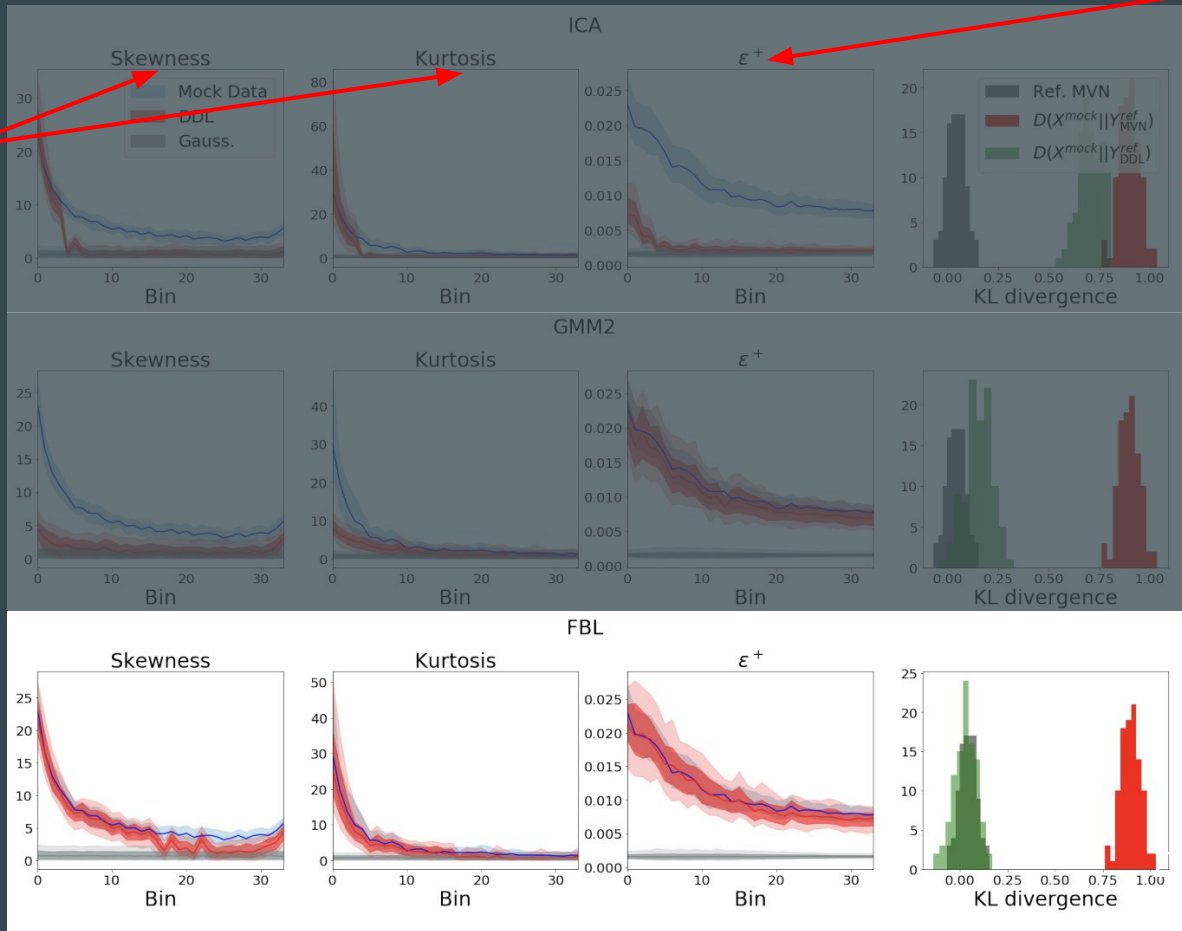 ICA
Skewness
Kurtosis
ε⁺
Mock Data
DDL
Gauss.
Ref. MVN
D(X^{mock}||Y^{ref}_{MVN})
D(X^{mock}||Y^{ref}_{DDL})
30
20
10
0
0 10 20 30
Bin
80
60
40
20
0
0 10 20 30
Bin
0.025
0.020
0.015
0.010
0.005
0.000
0 10 20 30
Bin
20
15
10
5
0
0.00 0.25 0.50 0.75 1.00
KL divergence
GMM2
Skewness
Kurtosis
ε⁺
25
20
15
10
5
0
0 10 20 30
Bin
40
30
20
10
0
0 10 20 30
Bin
0.025
0.020
0.015
0.010
0.005
0.000
0 10 20 30
Bin
20
15
10
5
0
0.00 0.25 0.50 0.75 1.00
KL divergence
FBL
Skewness
Kurtosis
ε⁺
25
20
15
10
5
0
0 10 20 30
Bin
50
40
30
20
10
0
0 10 20 30
Bin
0.025
0.020
0.015
0.010
0.005
0.000
0 10 20 30
Bin
25
20
15
10
5
0
0.00 0.25 0.50 0.75 1.00
KL divergence